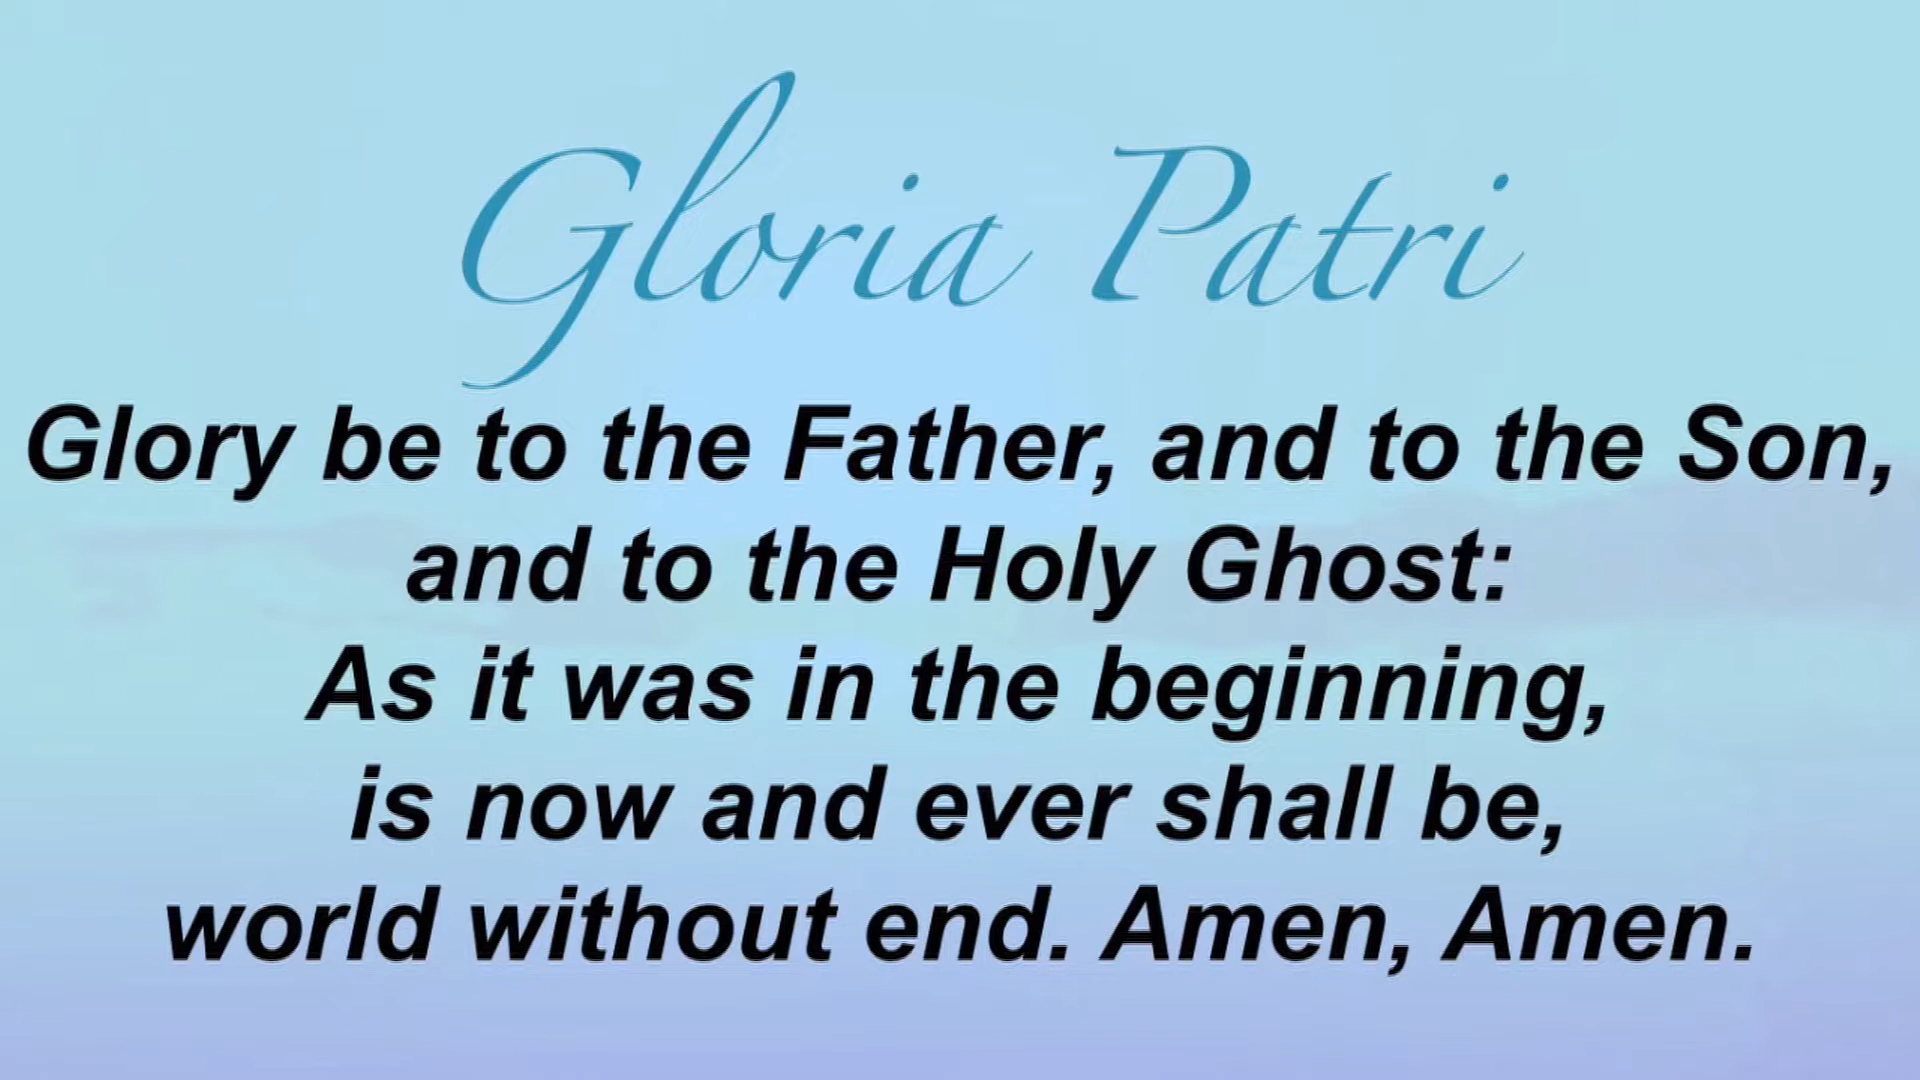 Gloria Patri
Glory be to the Father, and to the Son,
and to the Holy Ghost:
As it was in the beginning,
is now and ever shall be,
world without end. Amen, Amen.